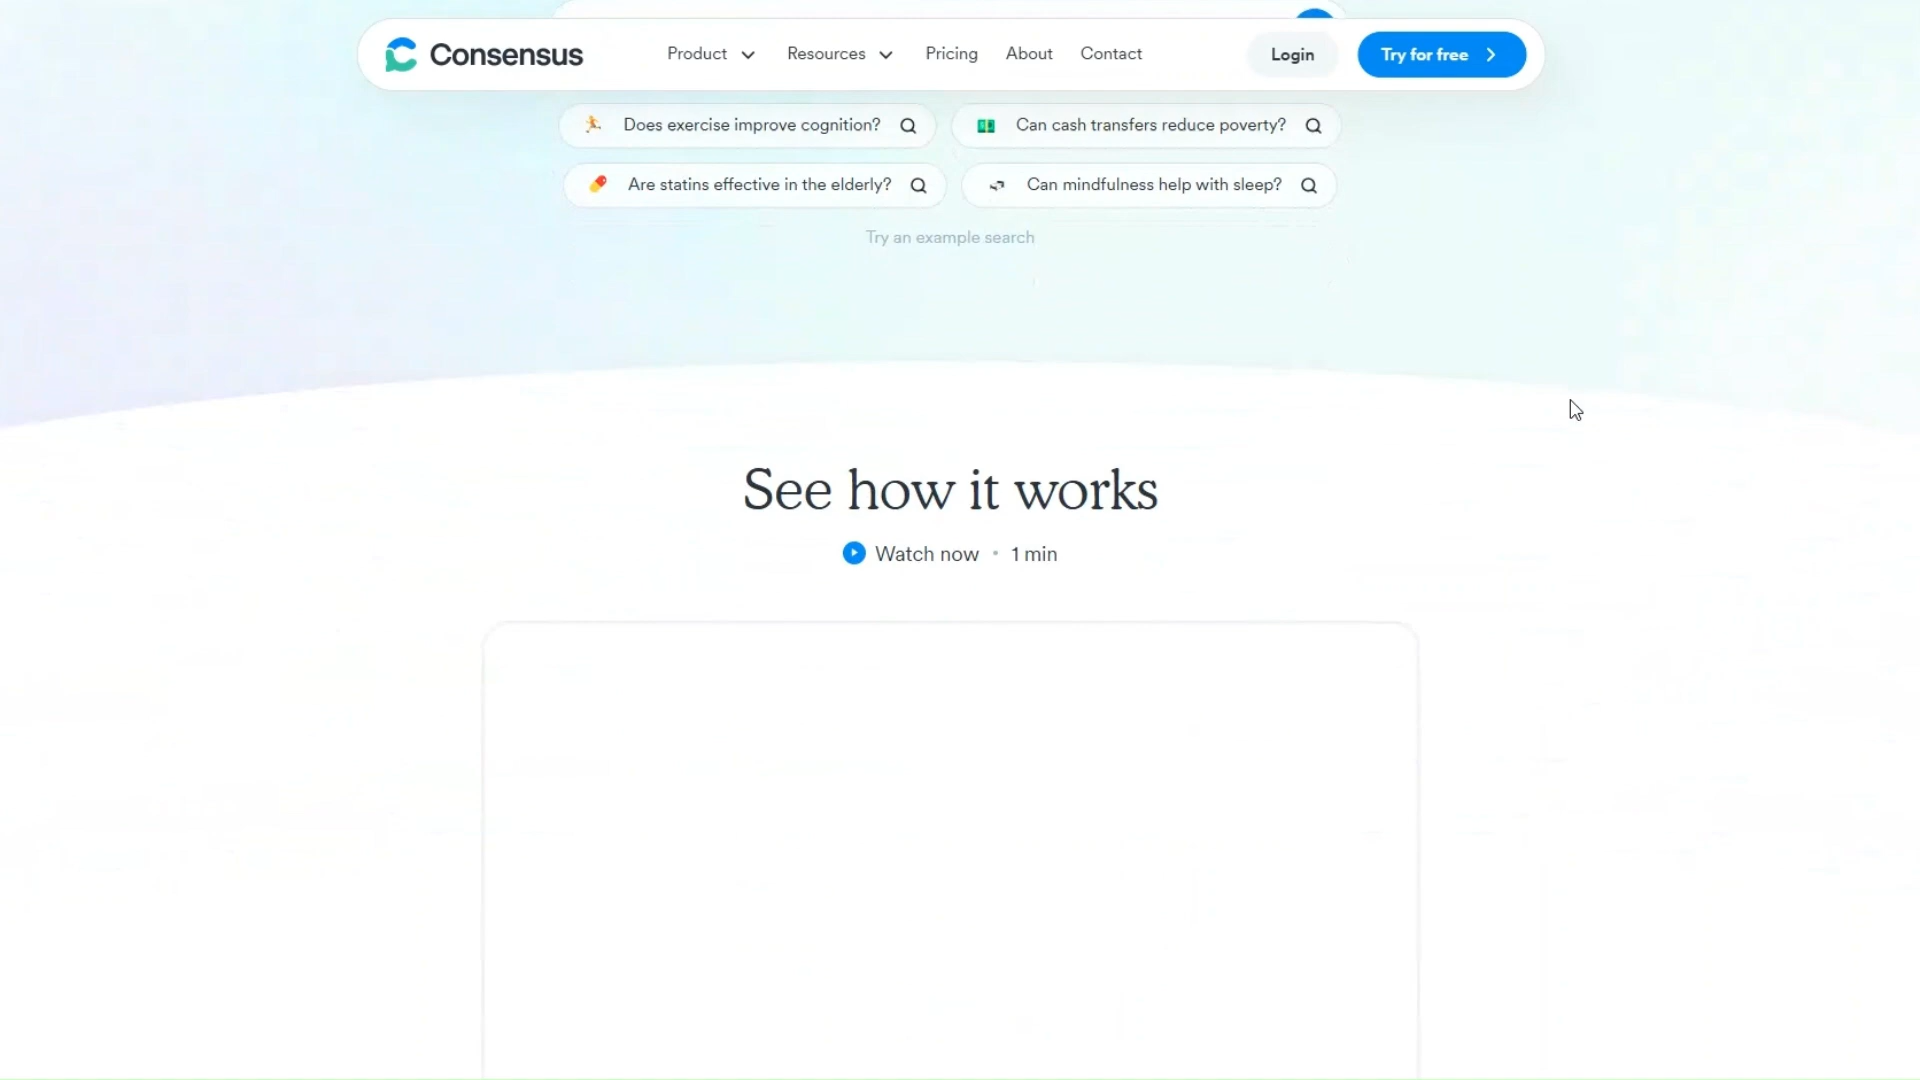 Consensus
Product
Resources
Pricing
About
Contact
Login
Try for free
Does exercise improve cognition?
Can cash transfers reduce poverty?
Are statins effective in the elderly?
Can mindfulness help with sleep?
Try an example search
See how it works
Watch now • 1 min